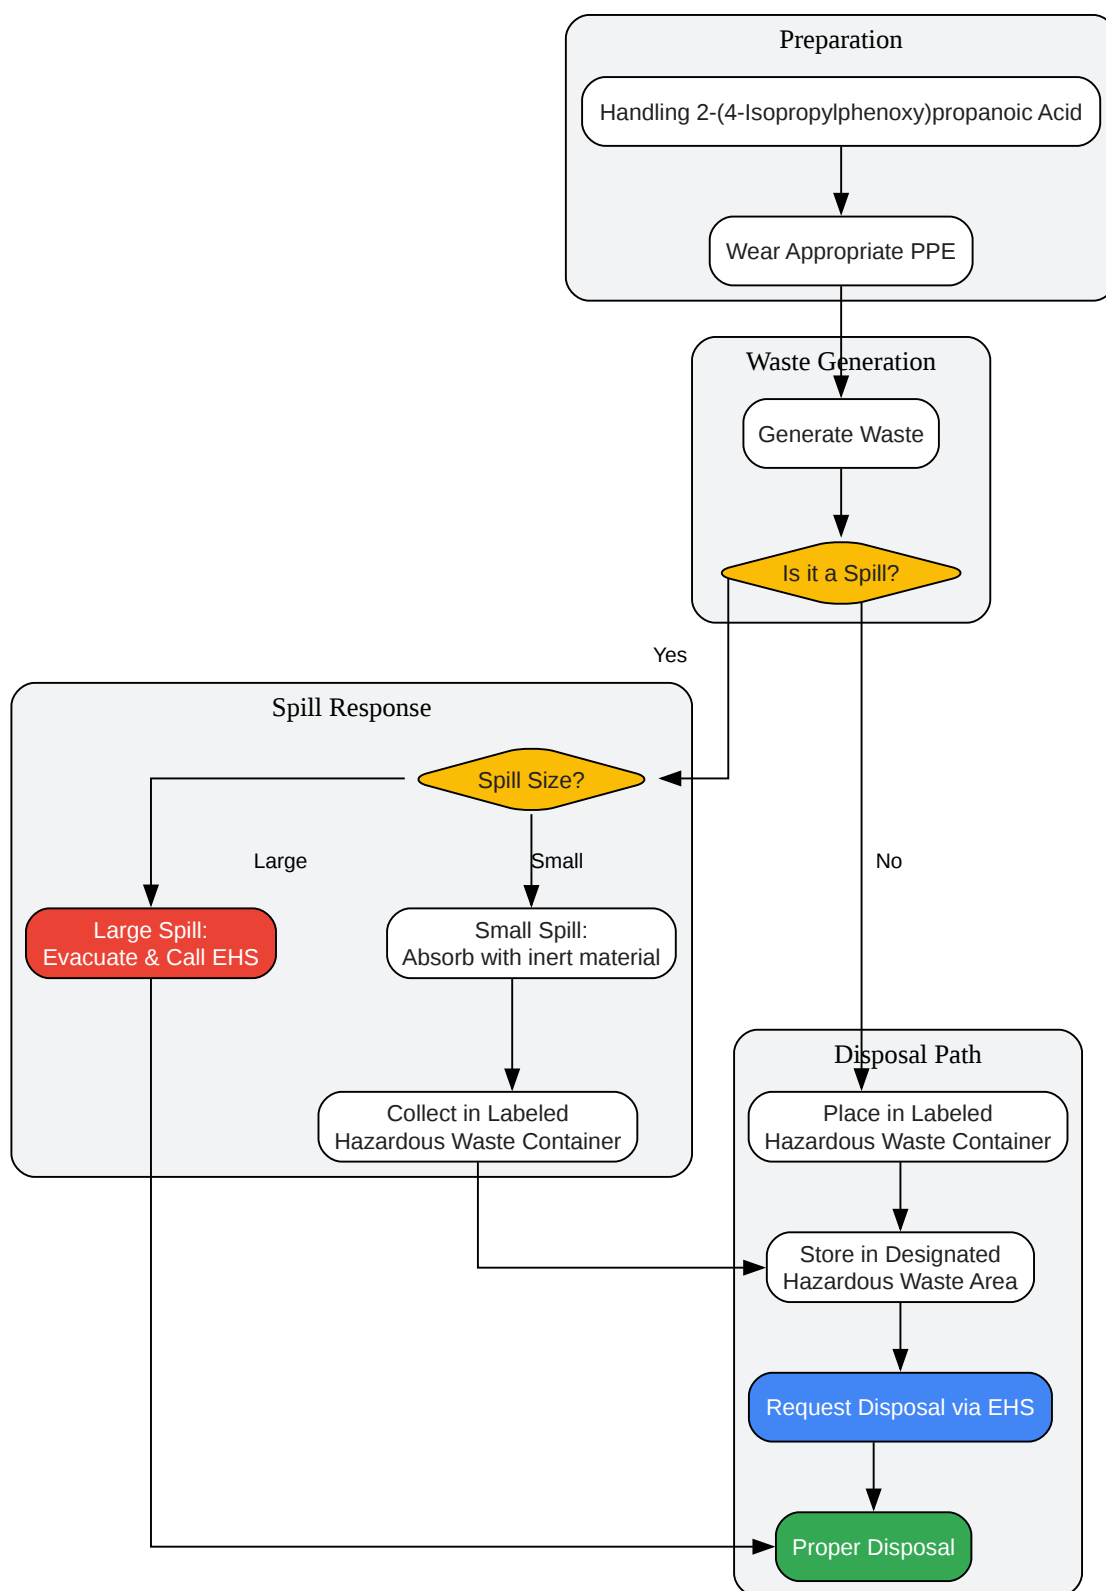 Preparation
Handling 2-(4-Isopropylphenoxy)propanoic Acid
Wear Appropriate PPE
Waste Generation
Generate Waste
Is it a Spill?
Yes
Spill Response
Spill Size?
Large
Small
No
Large Spill:
Evacuate & Call EHS
Small Spill:
Absorb with inert material
Collect in Labeled
Hazardous Waste Container
Disposal Path
Place in Labeled
Hazardous Waste Container
Store in Designated
Hazardous Waste Area
Request Disposal via EHS
Proper Disposal